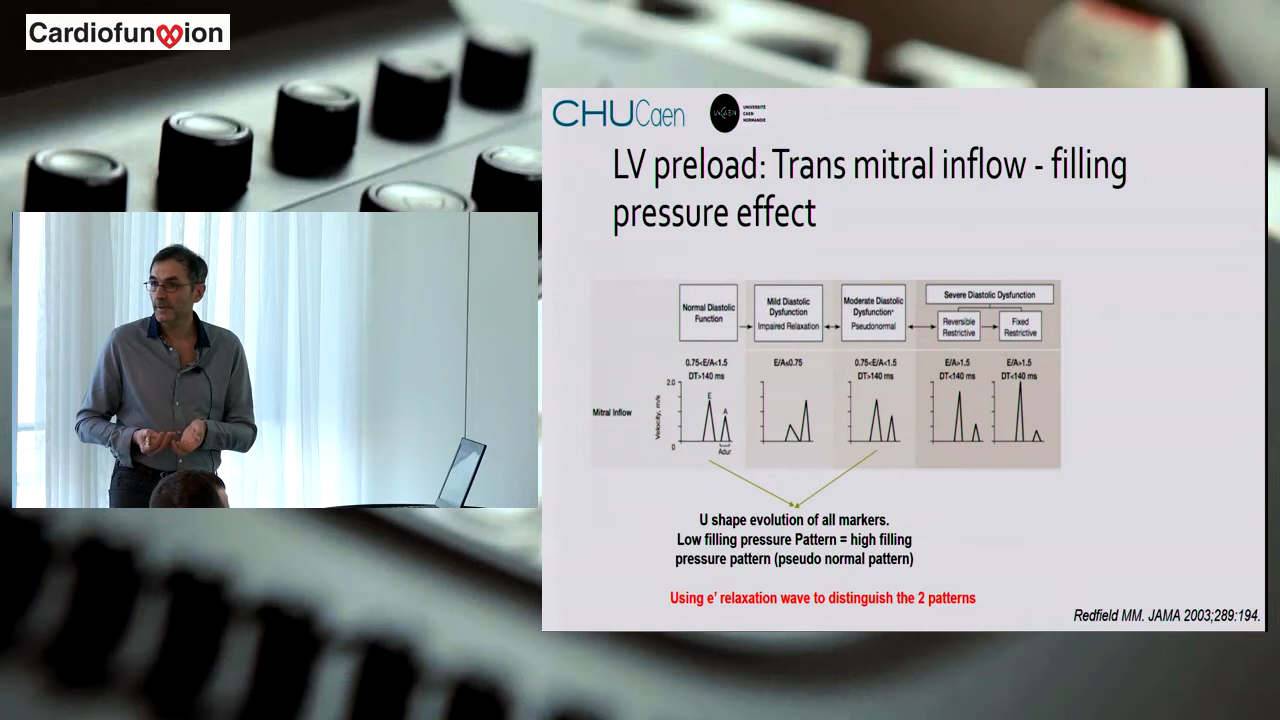 Cardiofunion
CHUCaen
UNICAEN
UNIVERSITÉ
CAEN
NORMANDIE
LV preload: Trans mitral inflow - filling
pressure effect
Normal Diastolic
Function
Mild Diastolic
Dysfunction
Impaired Relaxation
Moderate Diastolic
Dysfunction*
Pseudonormal
Severe Diastolic Dysfunction
Reversible
Restrictive
Fixed
Restrictive
0.75<E/A<1.5
DT>140 ms
E/A≤0.75
0.75<E/A<1.5
DT>140 ms
E/A>1.5
DT<140 ms
E/A>1.5
DT<140 ms
Mitral Inflow
Velocity, m/s
2.0
0
E
A
Adur
U shape evolution of all markers.
Low filling pressure Pattern = high filling
pressure pattern (pseudo normal pattern)
Using e' relaxation wave to distinguish the 2 patterns
Redfield MM. JAMA 2003;289:194.